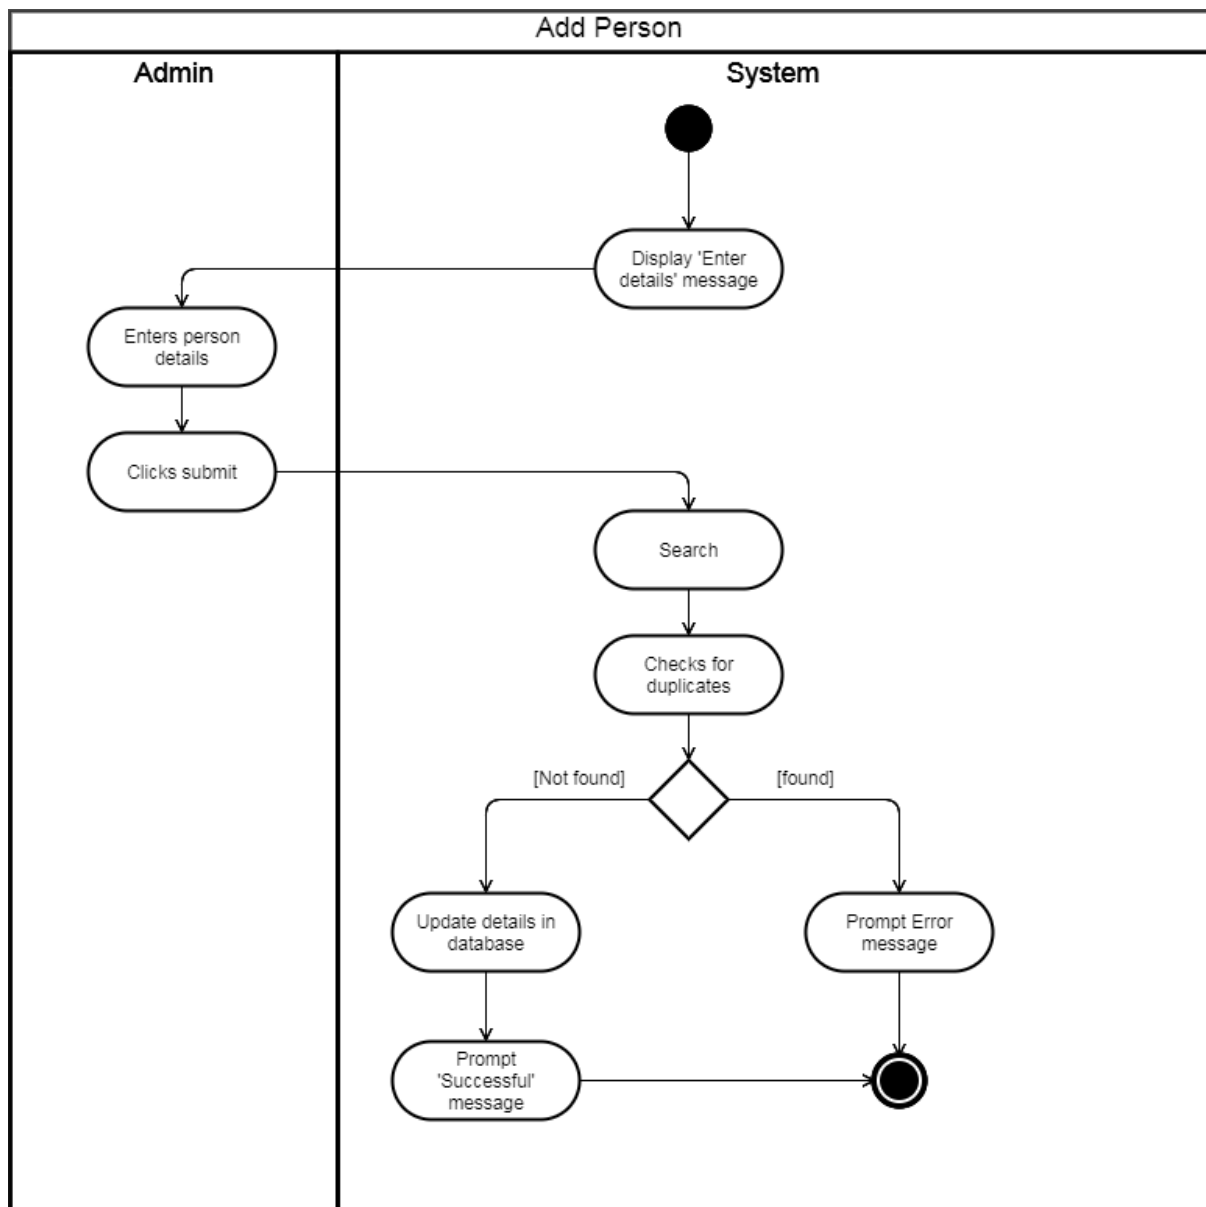 Add Person
Admin
System
Display 'Enter
details' message
Enters person
details
Clicks submit
Search
Checks for
duplicates
[Not found]
[found]
Update details in
database
Prompt Error
message
Prompt
'Successful'
message